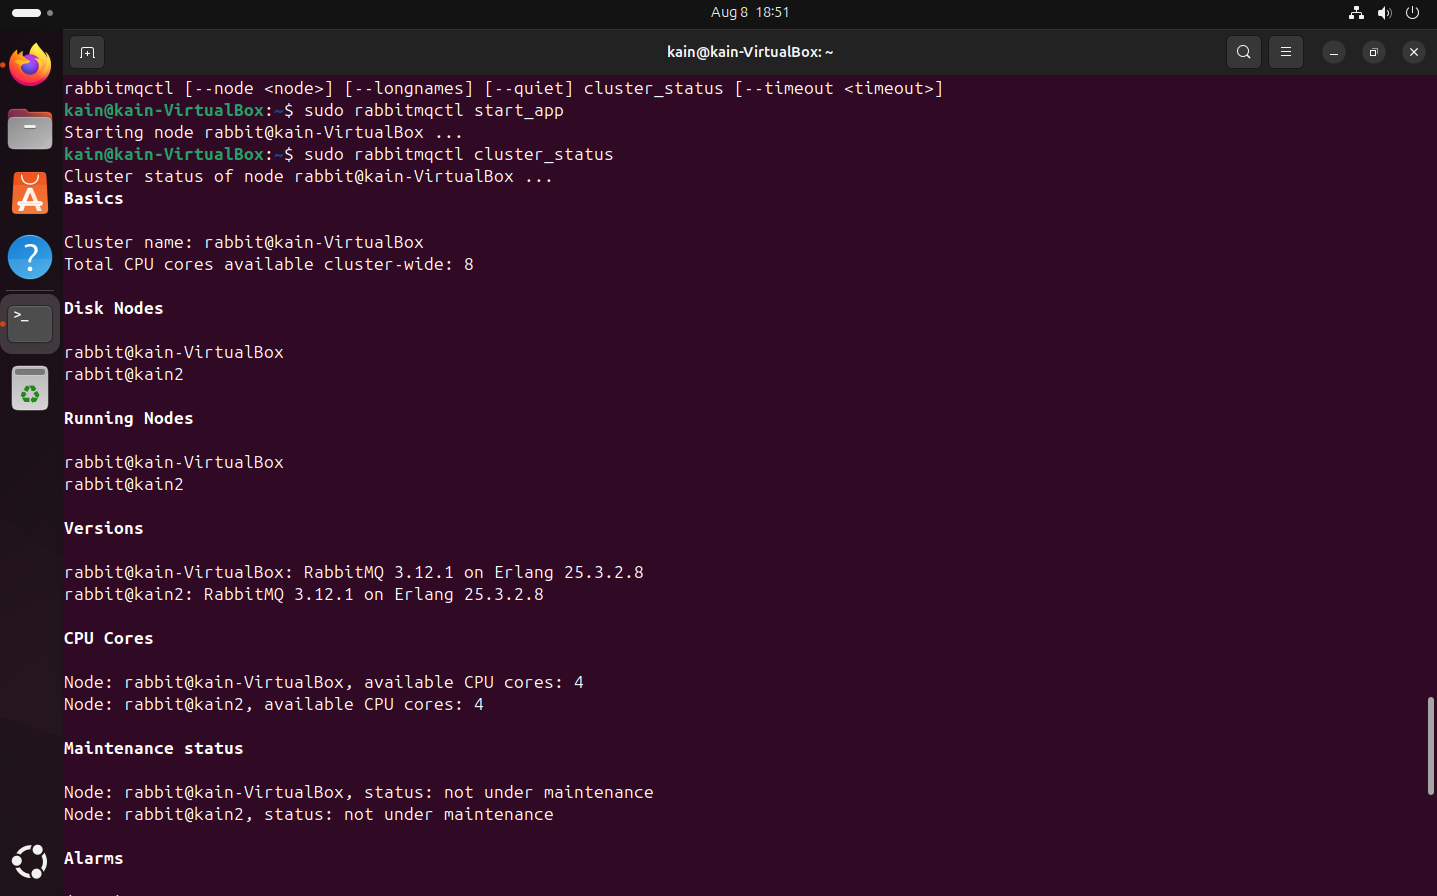 Aug 8 18:51
kain@kain-VirtualBox: ~
rabbitmqctl [--node <node>] [--longnames] [--quiet] cluster_status [--timeout <timeout>]
kain@kain-VirtualBox:~$ sudo rabbitmqctl start_app
Starting node rabbit@kain-VirtualBox ...
kain@kain-VirtualBox:~$ sudo rabbitmqctl cluster_status
Cluster status of node rabbit@kain-VirtualBox ...
Basics
Cluster name: rabbit@kain-VirtualBox
Total CPU cores available cluster-wide: 8
Disk Nodes
rabbit@kain-VirtualBox
rabbit@kain2
Running Nodes
rabbit@kain-VirtualBox
rabbit@kain2
Versions
rabbit@kain-VirtualBox: RabbitMQ 3.12.1 on Erlang 25.3.2.8
rabbit@kain2: RabbitMQ 3.12.1 on Erlang 25.3.2.8
CPU Cores
Node: rabbit@kain-VirtualBox, available CPU cores: 4
Node: rabbit@kain2, available CPU cores: 4
Maintenance status
Node: rabbit@kain-VirtualBox, status: not under maintenance
Node: rabbit@kain2, status: not under maintenance
Alarms